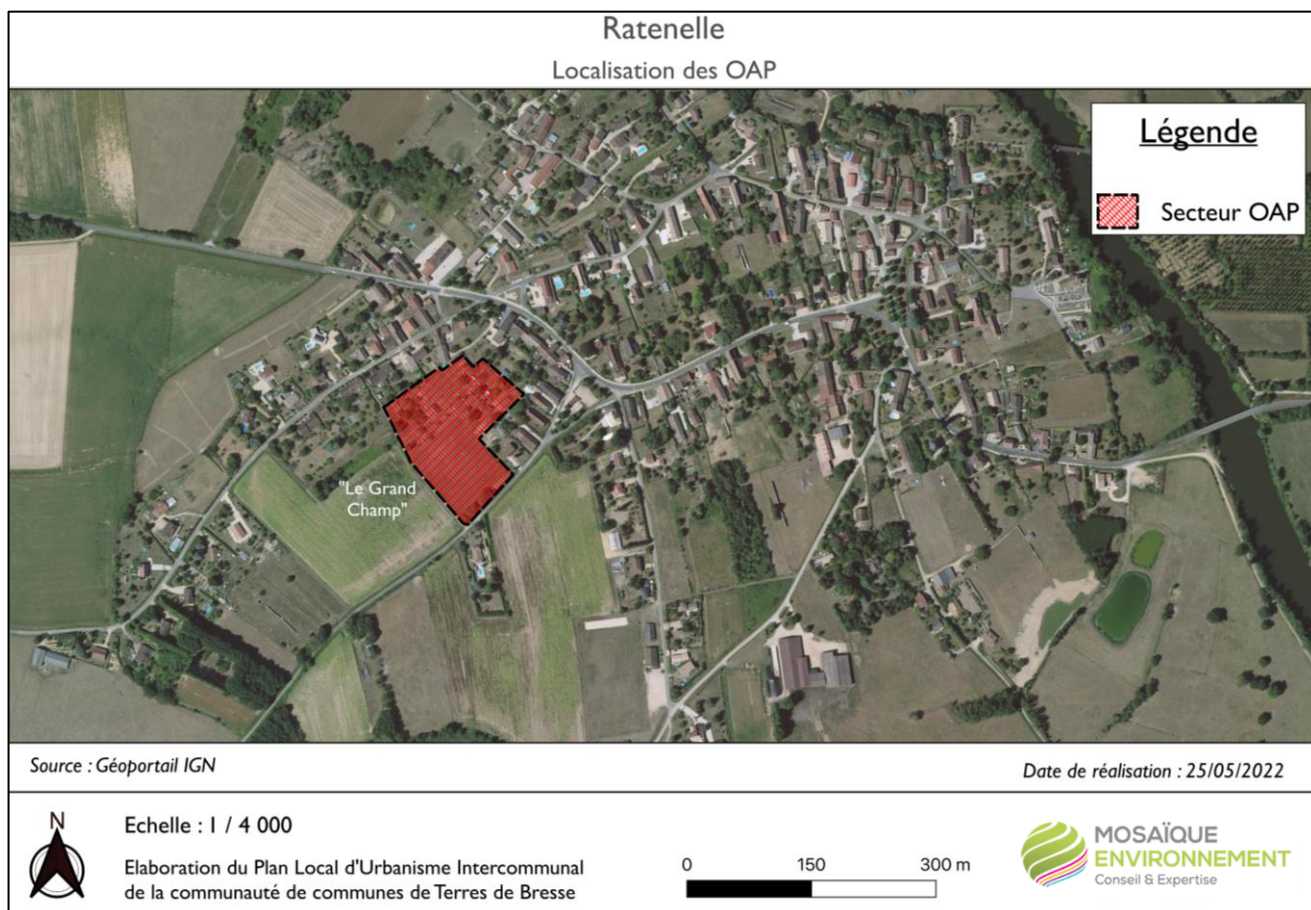 Ratenelle
Localisation des OAP
Légende
Secteur OAP
"Le Grand
Champ"
Source : Géoportail IGN
Date de réalisation : 25/05/2022
N
Echelle : 1 / 4 000
Elaboration du Plan Local d'Urbanisme Intercommunal
de la communauté de communes de Terres de Bresse
0 150 300 m
MOSAÏQUE
ENVIRONNEMENT
Conseil & Expertise